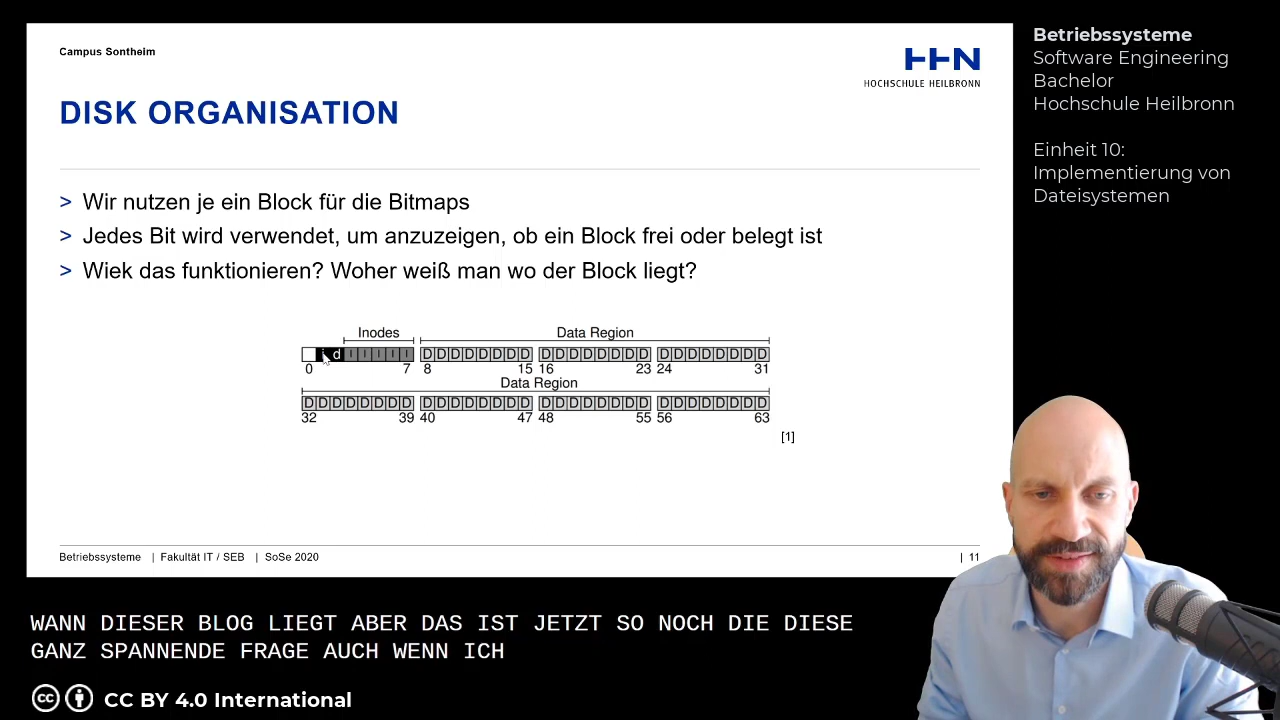 Campus Sontheim
HHN
HOCHSCHULE HEILBRONN
DISK ORGANISATION
> Wir nutzen je ein Block für die Bitmaps
> Jedes Bit wird verwendet, um anzuzeigen, ob ein Block frei oder belegt ist
> Wiek das funktionieren? Woher weiß man wo der Block liegt?
Inodes Data Region
i d I I I I I D D D D D D D D D D D D D D D D D D D D D D D D
0 7 8 15 16 23 24 31
Data Region
D D D D D D D D D D D D D D D D D D D D D D D D D D D D D D D D
32 39 40 47 48 55 56 63
[1]
Betriebssysteme | Fakultät IT / SEB | SoSe 2020 | 11
Betriebssysteme
Software Engineering
Bachelor
Hochschule Heilbronn
Einheit 10:
Implementierung von
Dateisystemen
WANN DIESER BLOG LIEGT ABER DAS IST JETZT SO NOCH DIE DIESE
GANZ SPANNENDE FRAGE AUCH WENN ICH
cc CC BY 4.0 International